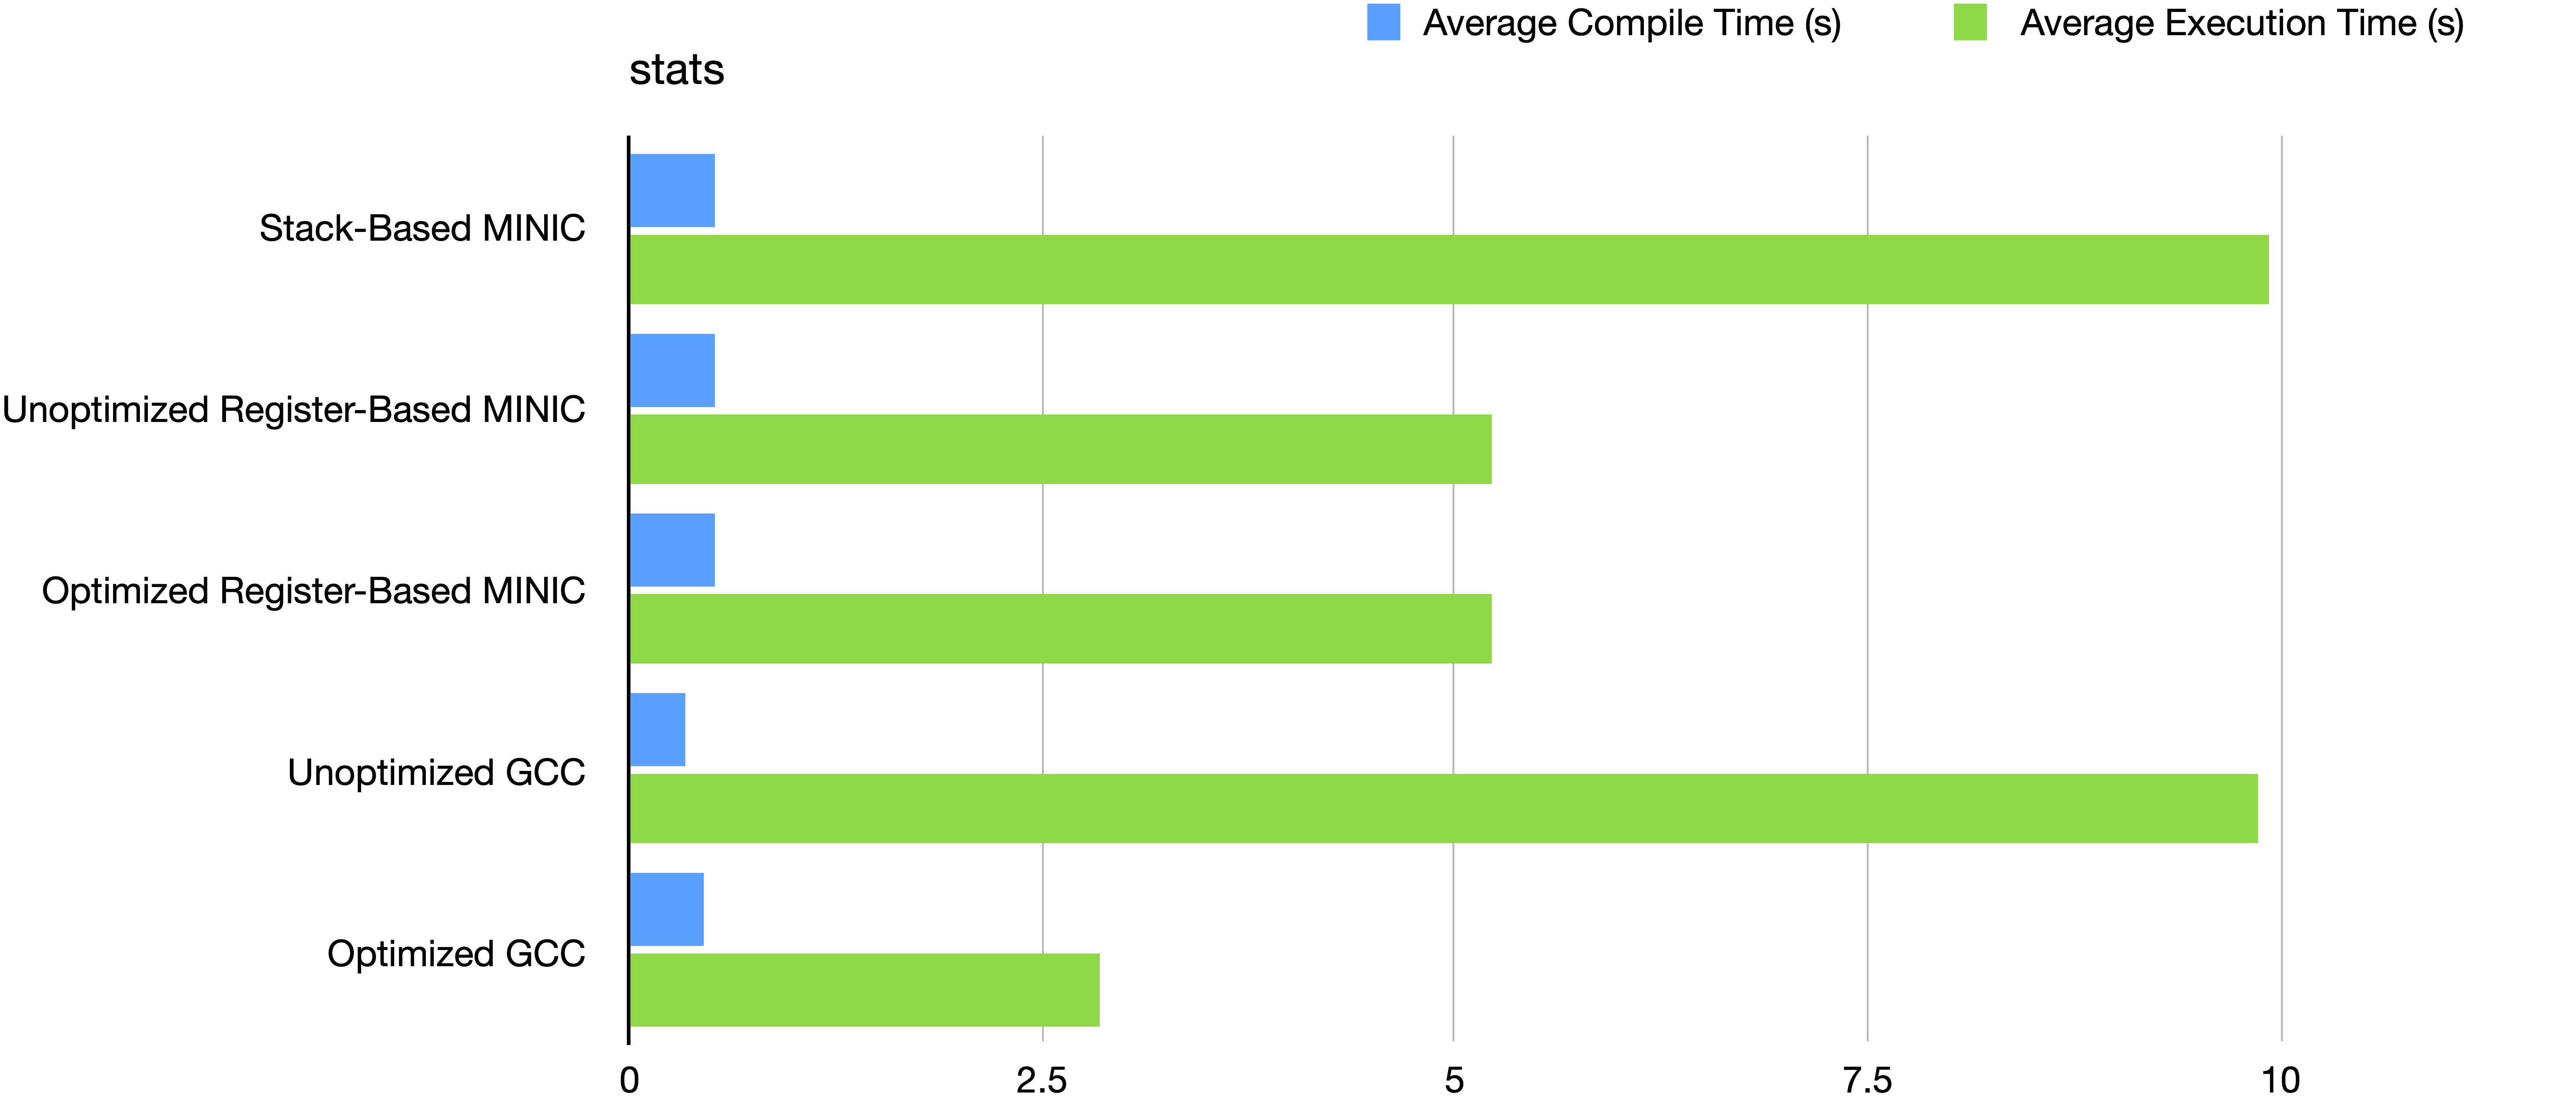 Average Compile Time (s)
Average Execution Time (s)
stats
Stack-Based MINIC
Unoptimized Register-Based MINIC
Optimized Register-Based MINIC
Unoptimized GCC
Optimized GCC
0
2.5
5
7.5
10